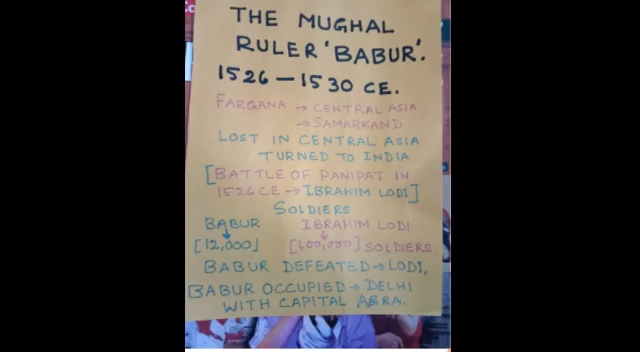 THE MUGHAL
RULER 'BABUR'.
1526 — 1530 CE.
FARGANA → CENTRAL ASIA
→ SAMARKAND
LOST IN CENTRAL ASIA
TURNED TO INDIA
[BATTLE OF PANIPAT IN
1526 CE → IBRAHIM LODI]
SOLDIERS
BABUR IBRAHIM LODI
↓ ↓
[12,000] [100,000] SOLDIERS.
BABUR DEFEATED → LODI,
BABUR OCCUPIED → DELHI
WITH CAPITAL AGRA.